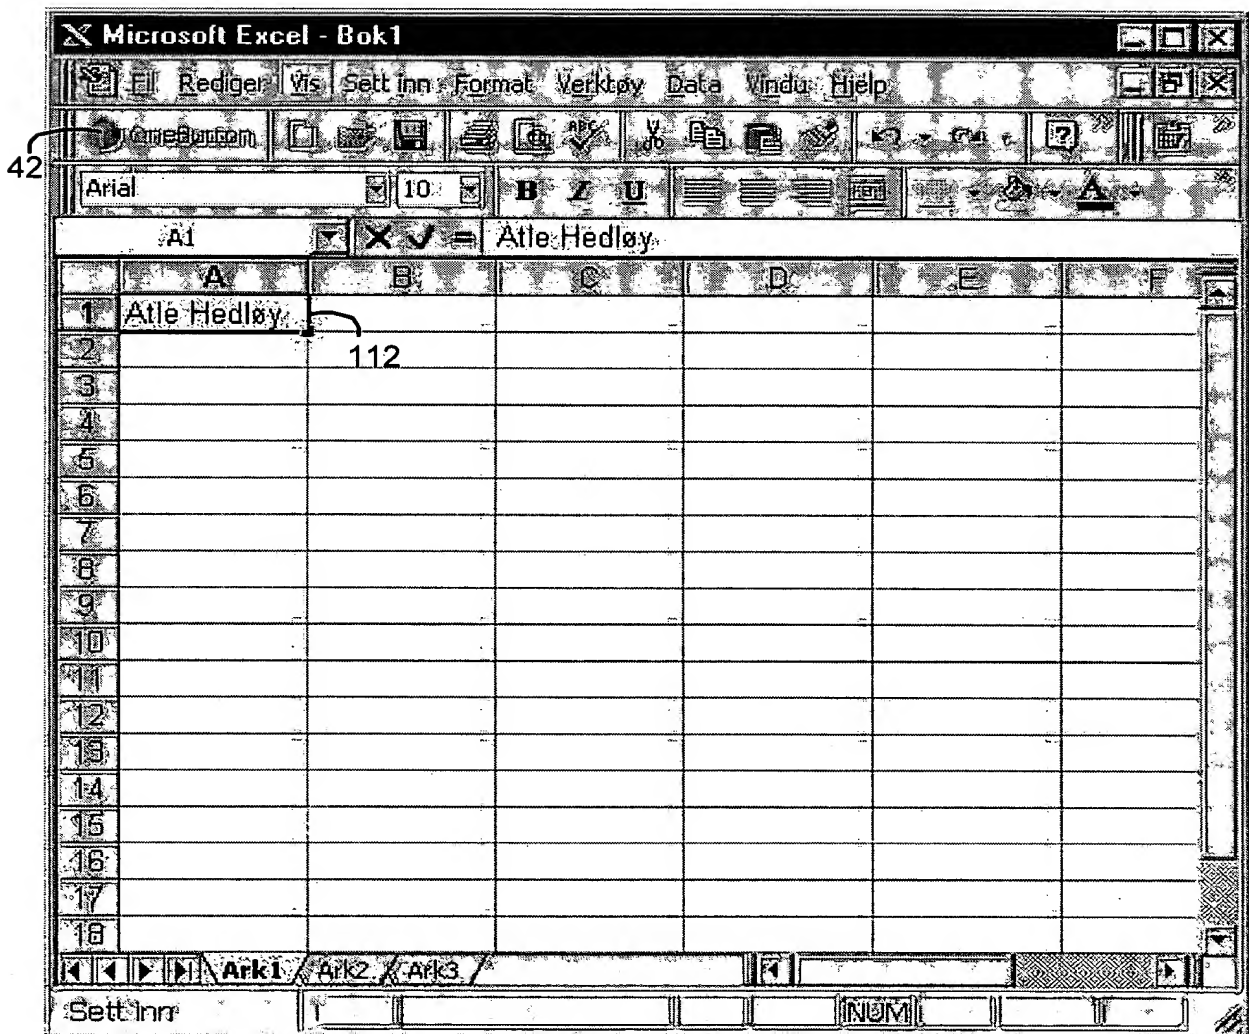 Microsoft Excel - Bok1
Fil Rediger Vis Sett inn Format Verktøy Data Vindu Hjelp
OneButton
42
Arial 10 B U A
A1 Atle Hedløy
A B C D E F
1 Atle Hedløy
112
2
3
4
5
6
7
8
9
10
11
12
13
14
15
16
17
18
Ark1 Ark2 Ark3
Sett Inn NUM